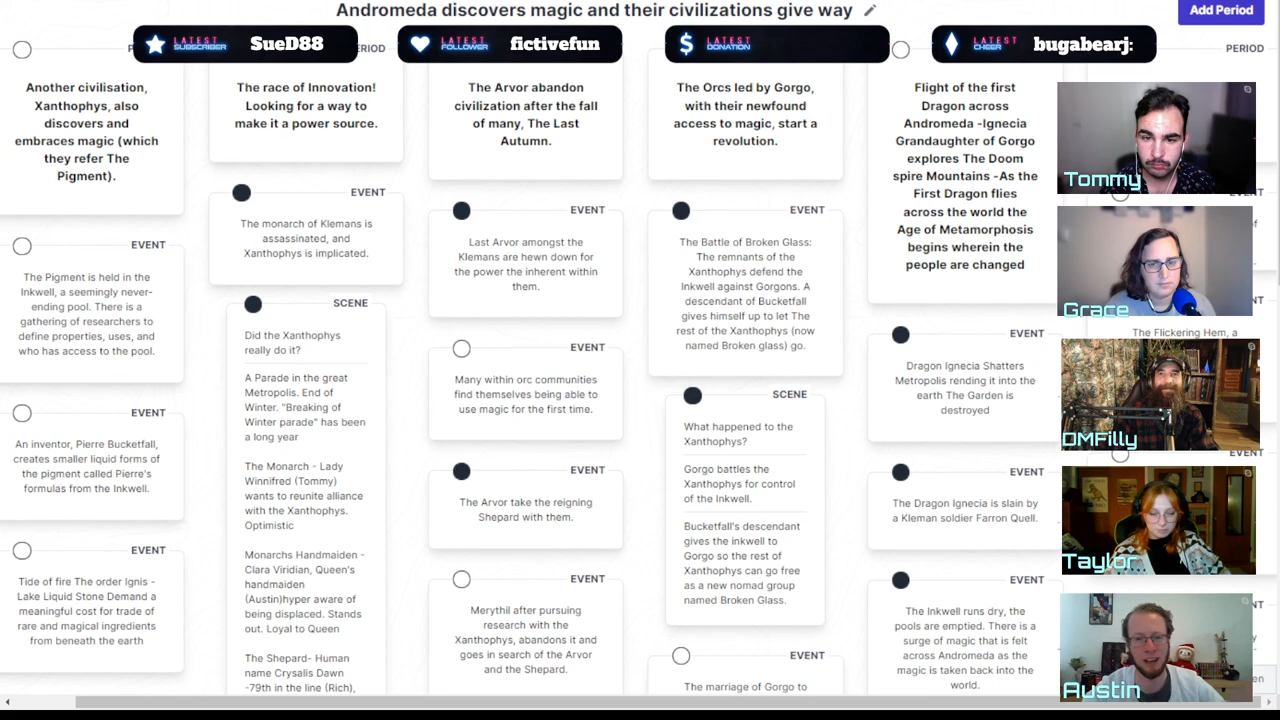 Andromeda discovers magic and their civilizations give way
Add Period
LATEST SUBSCRIBER
SueD88
LATEST FOLLOWER
fictivefun
LATEST DONATION
LATEST CHEER
bugabearj:
Another civilisation,
Xanthophys, also
discovers and
embraces magic (which
they refer The
Pigment).
EVENT
The Pigment is held in the
Inkwell, a seemingly never-
ending pool. There is a
gathering of researchers to
define properties, uses, and
who has access to the pool.
EVENT
An inventor, Pierre Bucketfall,
creates smaller liquid forms of
the pigment called Pierre's
formulas from the Inkwell.
EVENT
Tide of fire The order Ignis -
Lake Liquid Stone Demand a
meaningful cost for trade of
rare and magical ingredients
from beneath the earth
The race of Innovation!
Looking for a way to
make it a power source.
EVENT
The monarch of Klemans is
assassinated, and
Xanthophys is implicated.
SCENE
Did the Xanthophys
really do it?
A Parade in the great
Metropolis. End of
Winter. "Breaking of
Winter parade" has been
a long year
The Monarch - Lady
Winnifred (Tommy)
wants to reunite alliance
with the Xanthophys.
Optimistic
Monarchs Handmaiden -
Clara Viridian, Queen's
handmaiden
(Austin)hyper aware of
being displaced. Stands
out. Loyal to Queen
The Shepard- Human
name Crysalis Dawn
-79th in the line (Rich),
The Arvor abandon
civilization after the fall
of many, The Last
Autumn.
EVENT
Last Arvor amongst the
Klemans are hewn down for
the power the inherent within
them.
EVENT
Many within orc communities
find themselves being able to
use magic for the first time.
EVENT
The Arvor take the reigning
Shepard with them.
EVENT
Merythil after pursuing
research with the
Xanthophys, abandons it and
goes in search of the Arvor
and the Shepard.
The Orcs led by Gorgo,
with their newfound
access to magic, start a
revolution.
EVENT
The Battle of Broken Glass:
The remnants of the
Xanthophys defend the
Inkwell against Gorgons. A
descendant of Bucketfall
gives himself up to let The
rest of the Xanthophys (now
named Broken glass) go.
SCENE
What happened to the
Xanthophys?
Gorgo battles the
Xanthophys for control
of the Inkwell.
Bucketfall's descendant
gives the inkwell to
Gorgo so the rest of
Xanthophys can go free
as a new nomad group
named Broken Glass.
EVENT
The marriage of Gorgo to
Flight of the first
Dragon across
Andromeda -Ignecia
Grandaughter of Gorgo
explores The Doom
spire Mountains -As the
First Dragon flies
across the world the
Age of Metamorphosis
begins wherein the
people are changed
EVENT
Dragon Ignecia Shatters
Metropolis rending it into the
earth The Garden is
destroyed
EVENT
The Dragon Ignecia is slain by
a Kleman soldier Farron Quell.
EVENT
The Inkwell runs dry, the
pools are emptied. There is a
surge of magic that is felt
across Andromeda as the
magic is taken back into the
world.
PERIOD
The Flickering Hem, a
EVENT
Tommy
Grace
DMFilly
Taylor
Austin